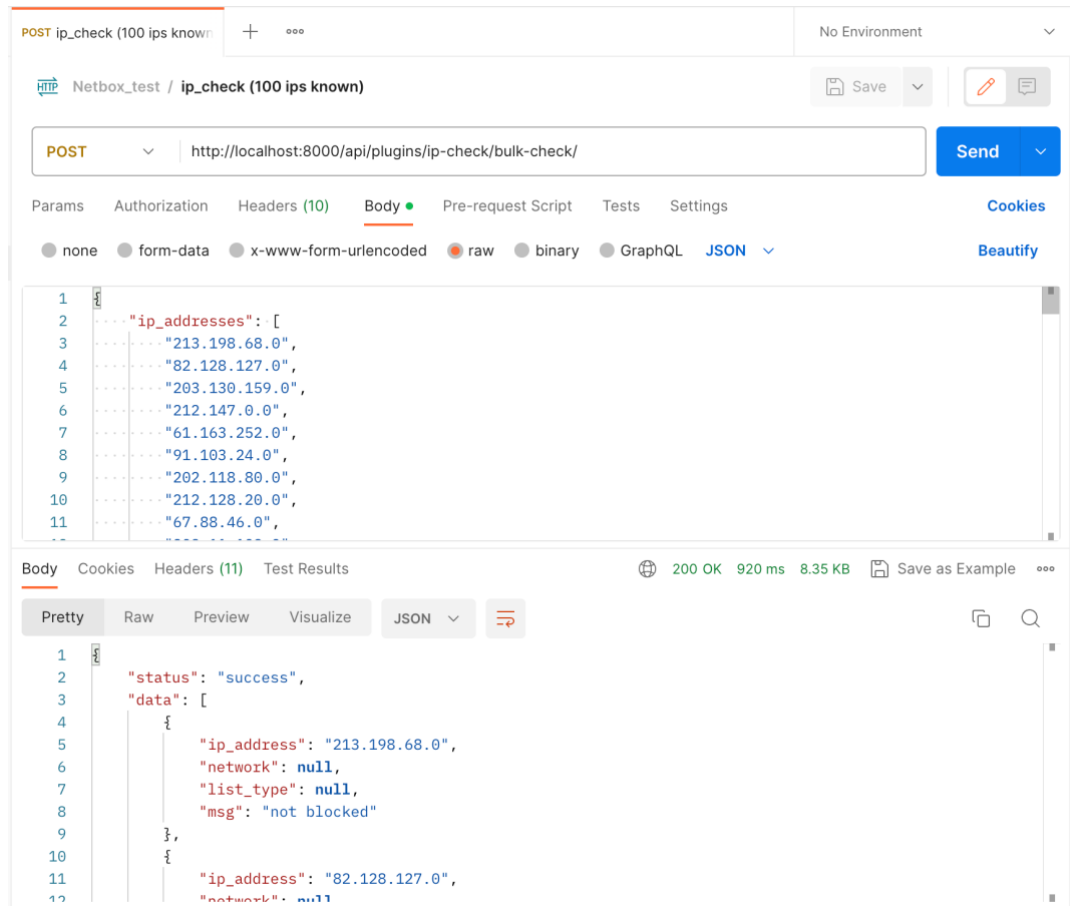 POST ip_check (100 ips known
No Environment
HTTP Netbox_test / ip_check (100 ips known)
Save
POST http://localhost:8000/api/plugins/ip-check/bulk-check/
Send
Params Authorization Headers (10) Body Pre-request Script Tests Settings Cookies
none form-data x-www-form-urlencoded raw binary GraphQL JSON Beautify
1 {
2 "ip_addresses": [
3 "213.198.68.0",
4 "82.128.127.0",
5 "203.130.159.0",
6 "212.147.0.0",
7 "61.163.252.0",
8 "91.103.24.0",
9 "202.118.80.0",
10 "212.128.20.0",
11 "67.88.46.0",
Body Cookies Headers (11) Test Results 200 OK 920 ms 8.35 KB Save as Example
Pretty Raw Preview Visualize JSON
1 {
2 "status": "success",
3 "data": [
4 {
5 "ip_address": "213.198.68.0",
6 "network": null,
7 "list_type": null,
8 "msg": "not blocked"
9 },
10 {
11 "ip_address": "82.128.127.0",
12 "network": null